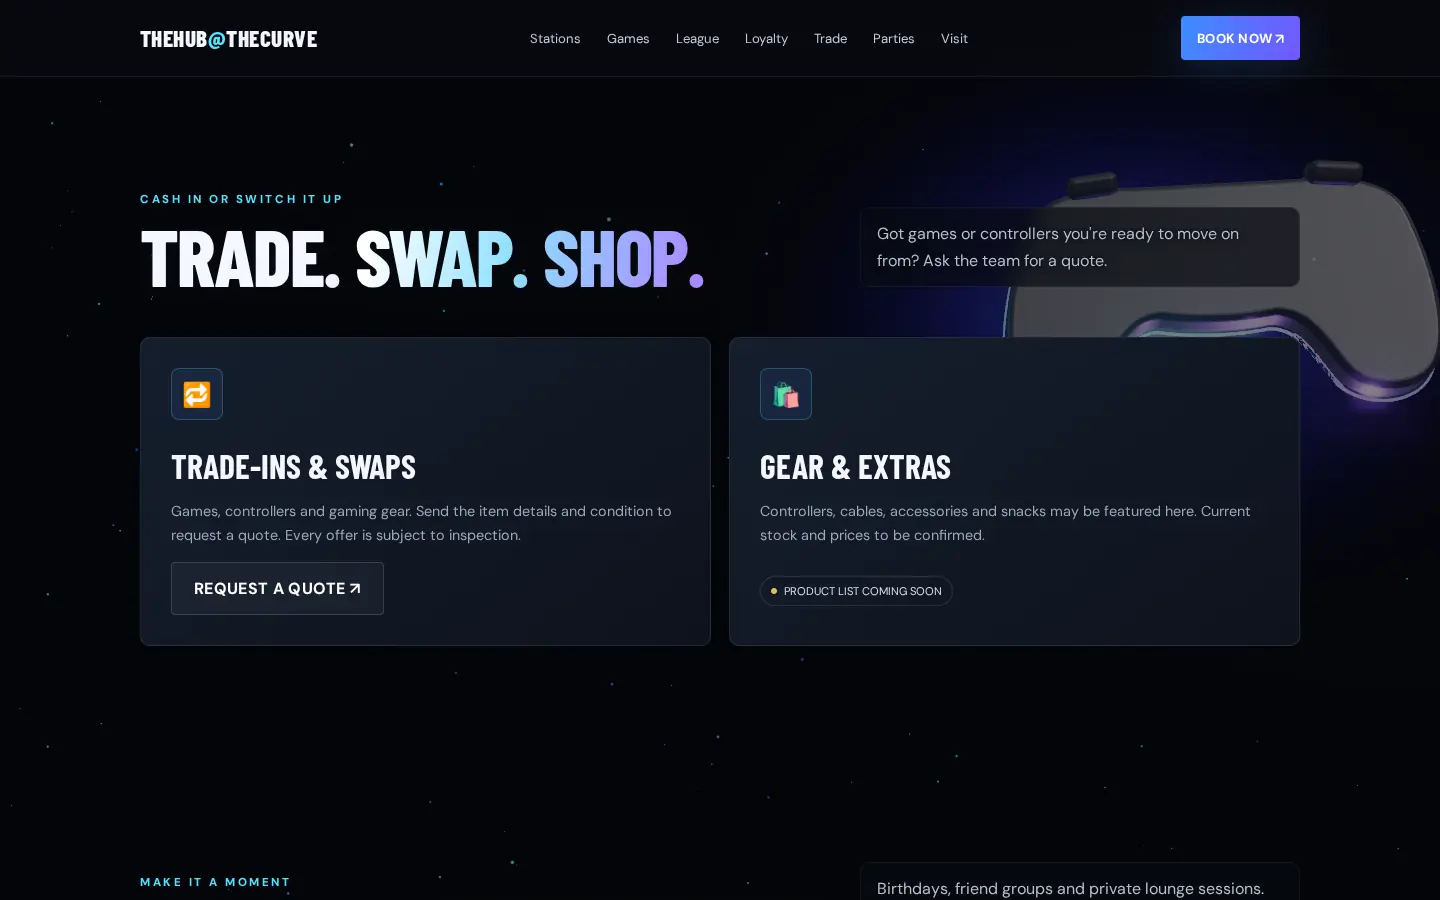 THEHUB@THECURVE
Stations Games League Loyalty Trade Parties Visit
BOOK NOW
CASH IN OR SWITCH IT UP
TRADE. SWAP. SHOP.
Got games or controllers you're ready to move on
from? Ask the team for a quote.
TRADE-INS & SWAPS
Games, controllers and gaming gear. Send the item details and condition to
request a quote. Every offer is subject to inspection.
REQUEST A QUOTE
GEAR & EXTRAS
Controllers, cables, accessories and snacks may be featured here. Current
stock and prices to be confirmed.
PRODUCT LIST COMING SOON
MAKE IT A MOMENT
Birthdays, friend groups and private lounge sessions.